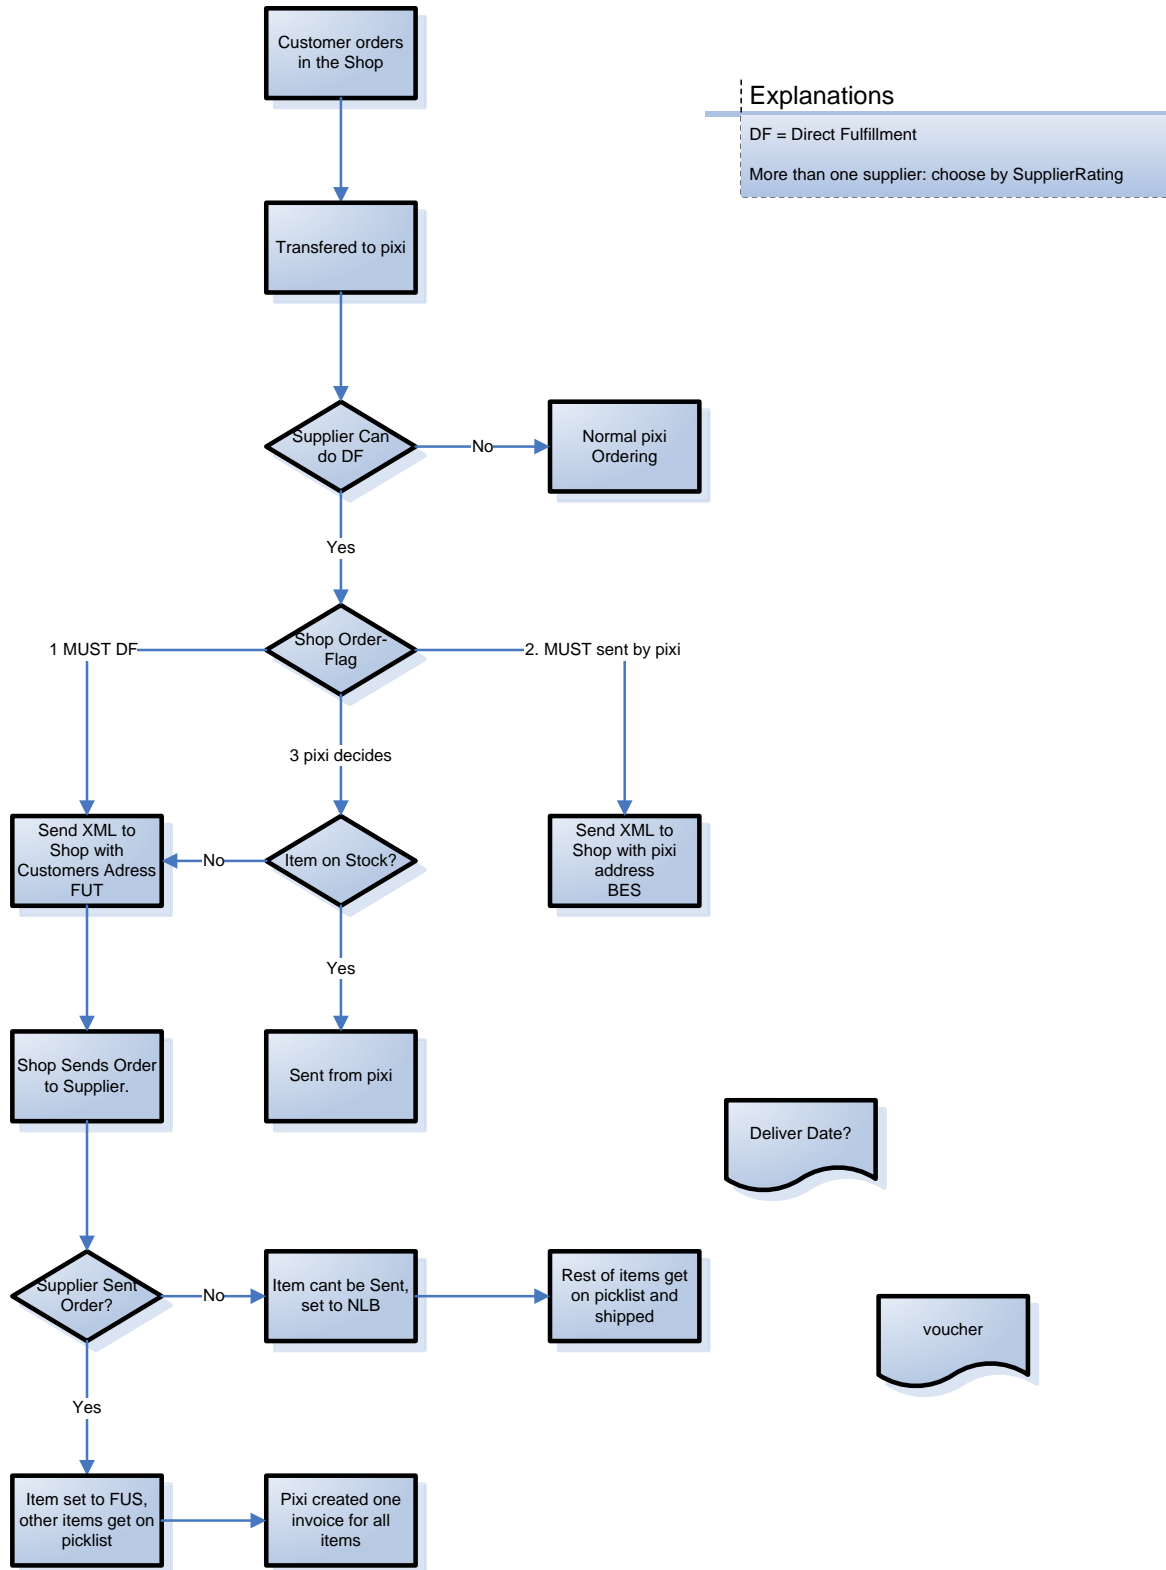 Customer orders
in the Shop
Explanations
DF = Direct Fulfillment
More than one supplier: choose by SupplierRating
Transfered to pixi
Supplier Can
do DF
No
Normal pixi
Ordering
Yes
Shop Order-
Flag
1 MUST DF
2. MUST sent by pixi
3 pixi decides
Send XML to
Shop with
Customers Adress
FUT
No
Item on Stock?
Send XML to
Shop with pixi
address
BES
Yes
Shop Sends Order
to Supplier.
Sent from pixi
Deliver Date?
Supplier Sent
Order?
No
Item cant be Sent,
set to NLB
Rest of items get
on picklist and
shipped
voucher
Yes
Item set to FUS,
other items get on
picklist
Pixi created one
invoice for all
items